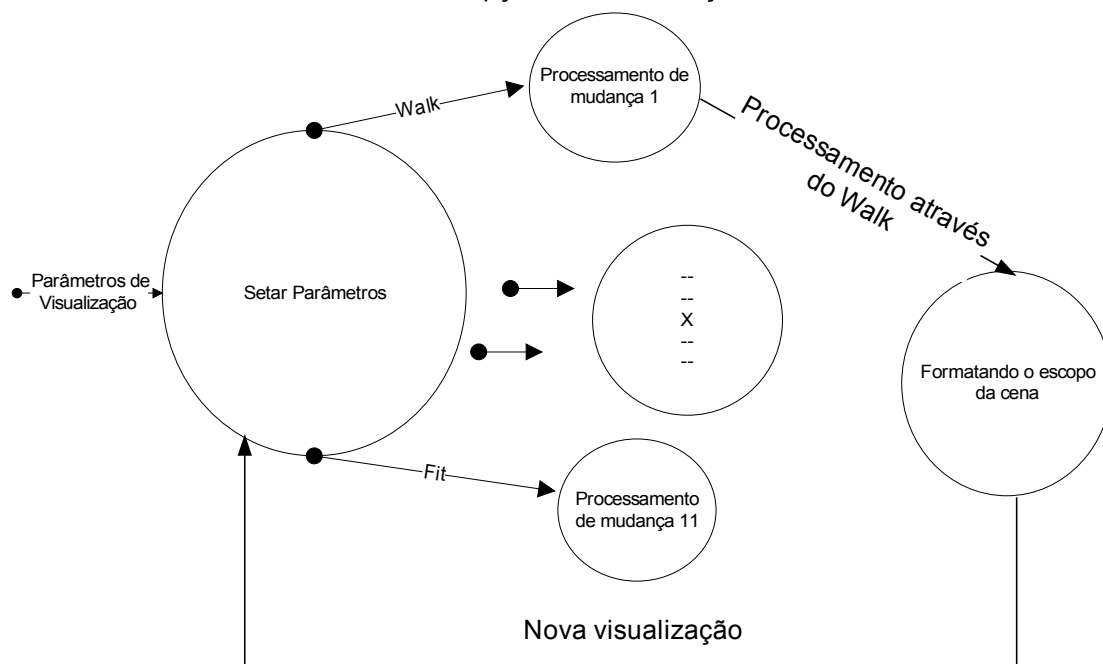 Processamento de
mudança 1
Walk
Processamento através
do Walk
Parâmetros de
Visualização
Setar Parâmetros
--
--
X
--
--
Formatando o escopo
da cena
Fit
Processamento
de mudança 11
Nova visualização